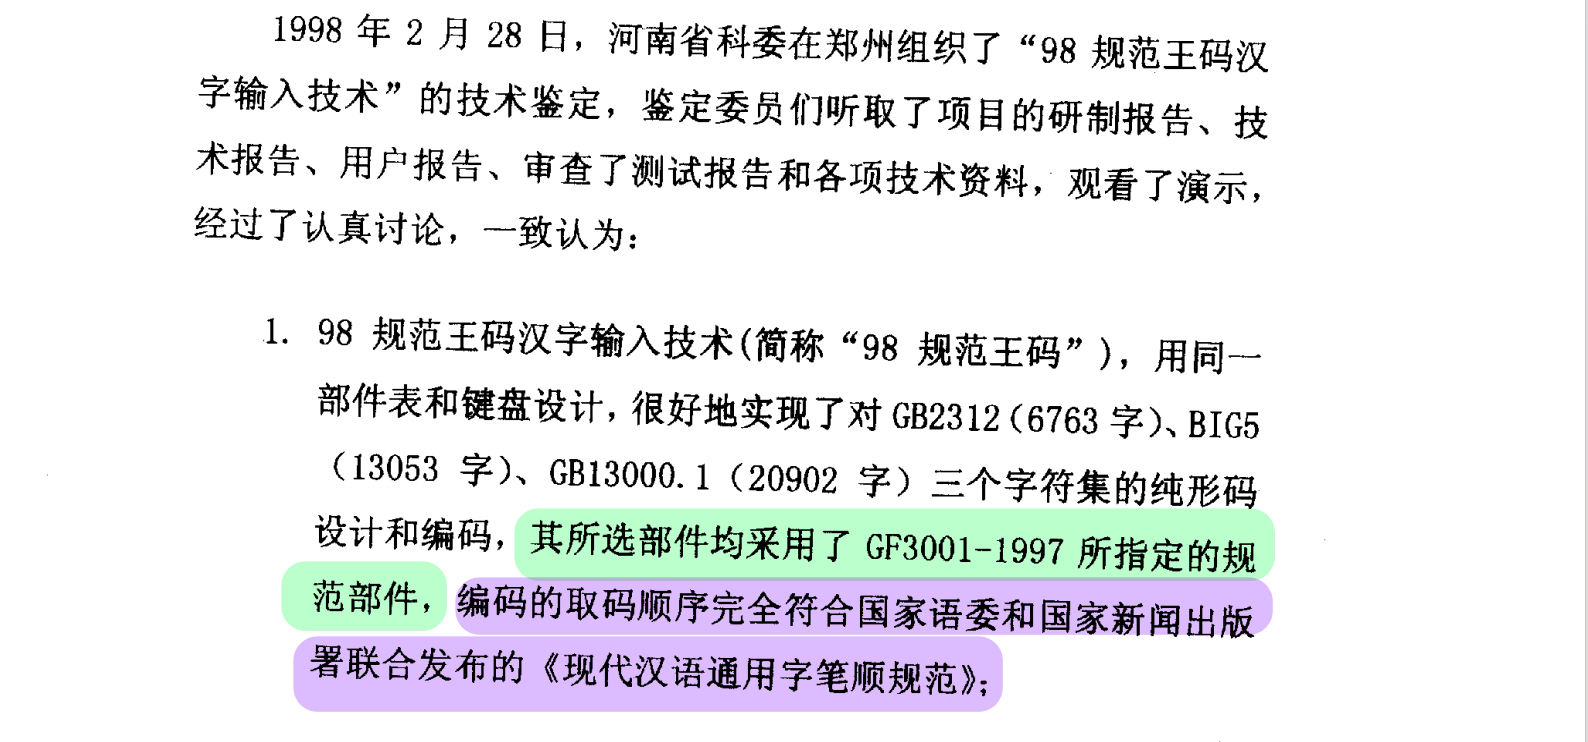 1998 年 2 月 28 日，河南省科委在郑州组织了“98 规范王码汉
字输入技术”的技术鉴定，鉴定委员们听取了项目的研制报告、技
术报告、用户报告、审查了测试报告和各项技术资料，观看了演示，
经过了认真讨论，一致认为：
1. 98 规范王码汉字输入技术(简称“98 规范王码”)，用同一
部件表和键盘设计，很好地实现了对 GB2312（6763 字）、BIG5
（13053 字）、GB13000.1（20902 字）三个字符集的纯形码
设计和编码，其所选部件均采用了 GF3001-1997 所指定的规
范部件，编码的取码顺序完全符合国家语委和国家新闻出版
署联合发布的《现代汉语通用字笔顺规范》；